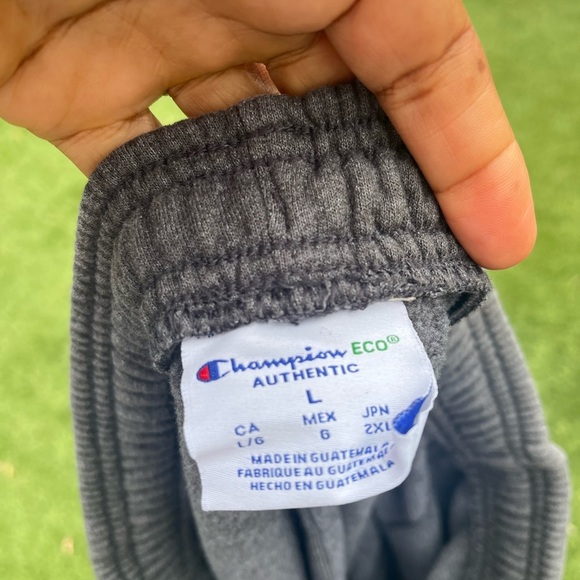 Champion ECO®
AUTHENTIC
L
CA MEX JPN
L/G G 2XL
MADE IN GUATEMALA
FABRIQUE AU GUATEMALA
HECHO EN GUATEMALA